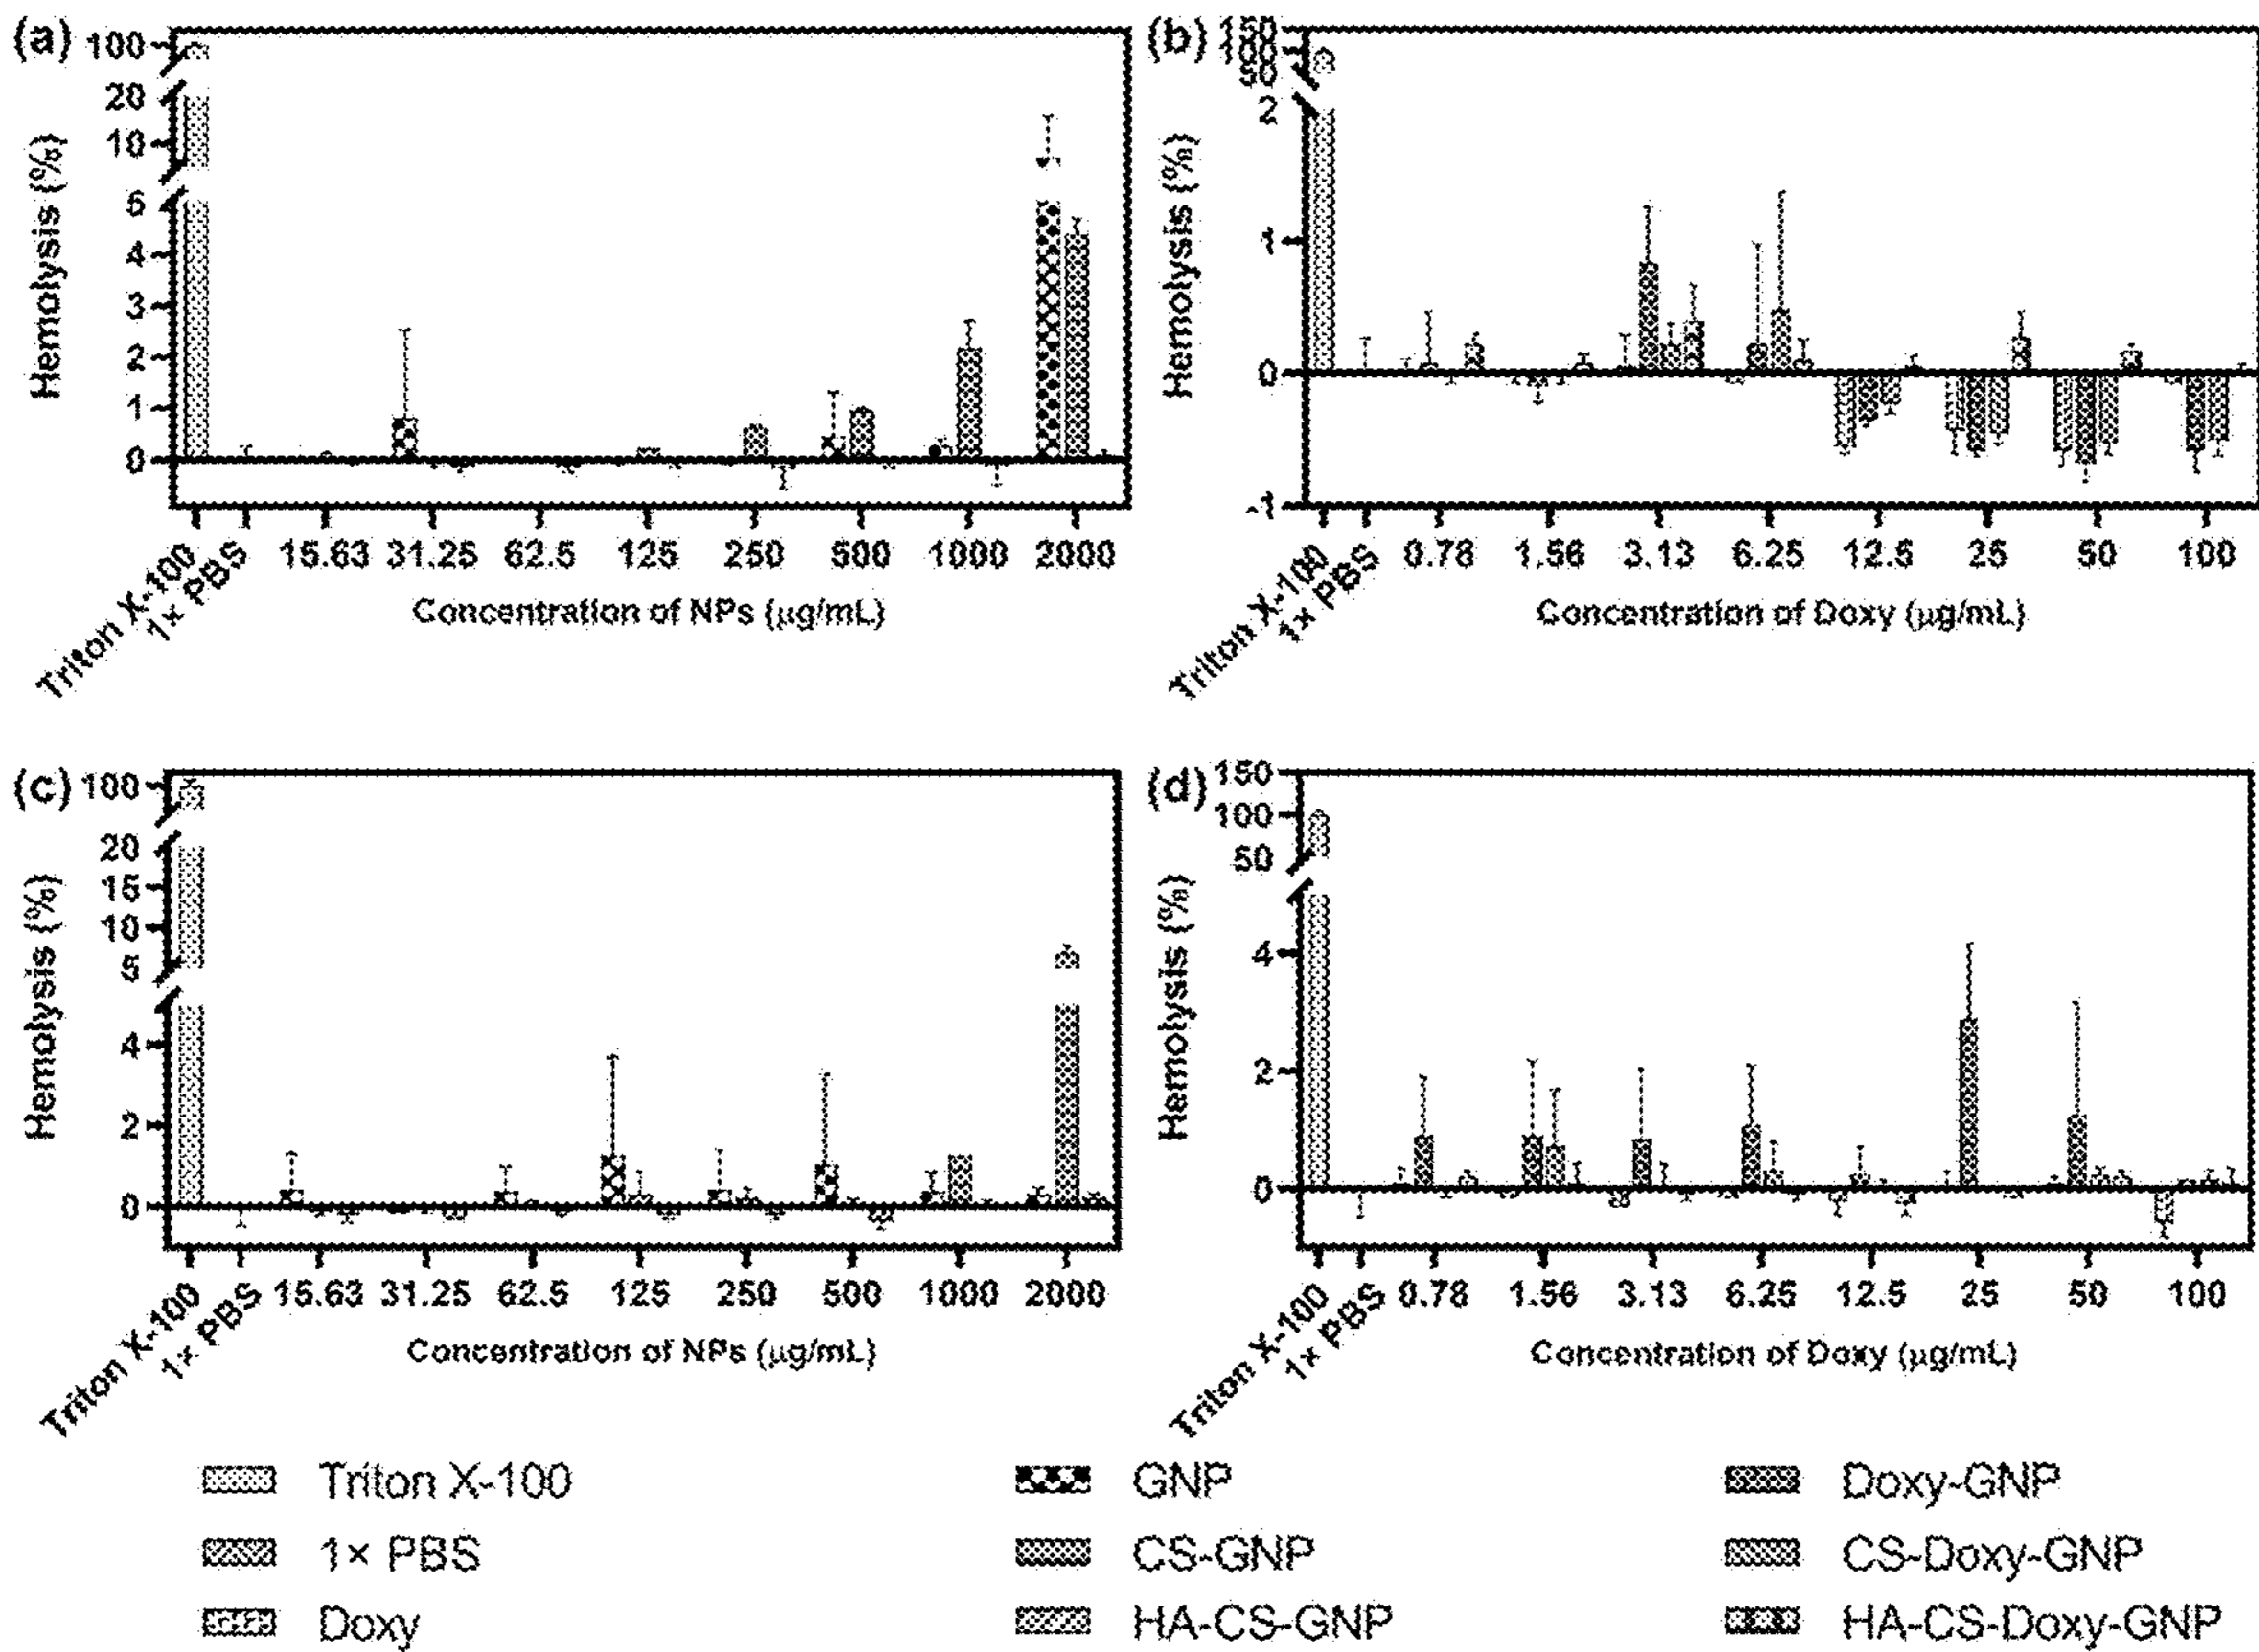 (a)
100
20
10
5
4
3
2
1
0
Hemolysis (%)
Triton X-100
1× PBS
15.63 31.25 62.5 125 250 500 1000 2000
Concentration of NPs (µg/mL)
(b)
150
100
50
2
1
0
-1
Hemolysis (%)
Triton X-100
1× PBS
0.78 1.56 3.13 6.25 12.5 25 50 100
Concentration of Doxy (µg/mL)
(c)
100
20
15
10
5
4
2
0
Hemolysis (%)
Triton X-100
1× PBS
15.63 31.25 62.5 125 250 500 1000 2000
Concentration of NPs (µg/mL)
(d)
150
100
50
4
2
0
Hemolysis (%)
Triton X-100
1× PBS
0.78 1.56 3.13 6.25 12.5 25 50 100
Concentration of Doxy (µg/mL)
Triton X-100 GNP Doxy-GNP
1× PBS CS-GNP CS-Doxy-GNP
Doxy HA-CS-GNP HA-CS-Doxy-GNP